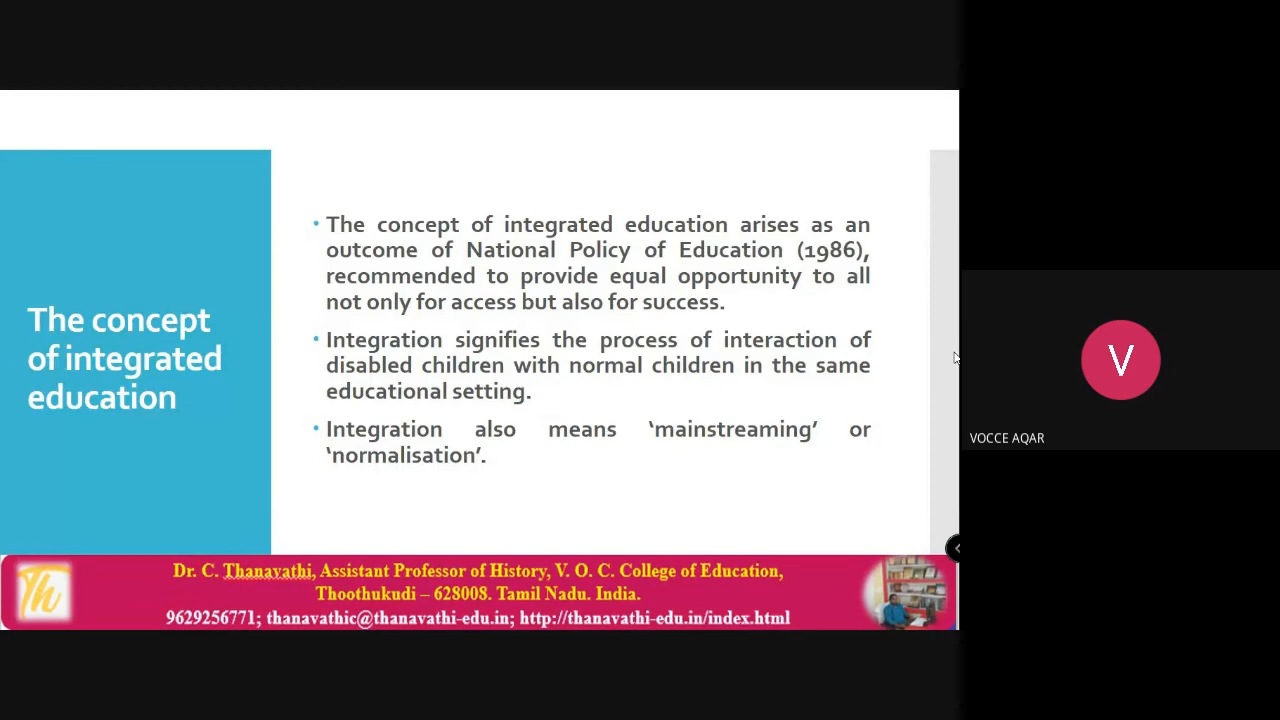 The concept
of integrated
education
• The concept of integrated education arises as an
outcome of National Policy of Education (1986),
recommended to provide equal opportunity to all
not only for access but also for success.
• Integration signifies the process of interaction of
disabled children with normal children in the same
educational setting.
• Integration also means ‘mainstreaming’ or
‘normalisation’.
Th
Dr. C. Thanavathi, Assistant Professor of History, V. O. C. College of Education,
Thoothukudi – 628008. Tamil Nadu. India.
9629256771; thanavathic@thanavathi-edu.in; http://thanavathi-edu.in/index.html
V
VOCCE AQAR